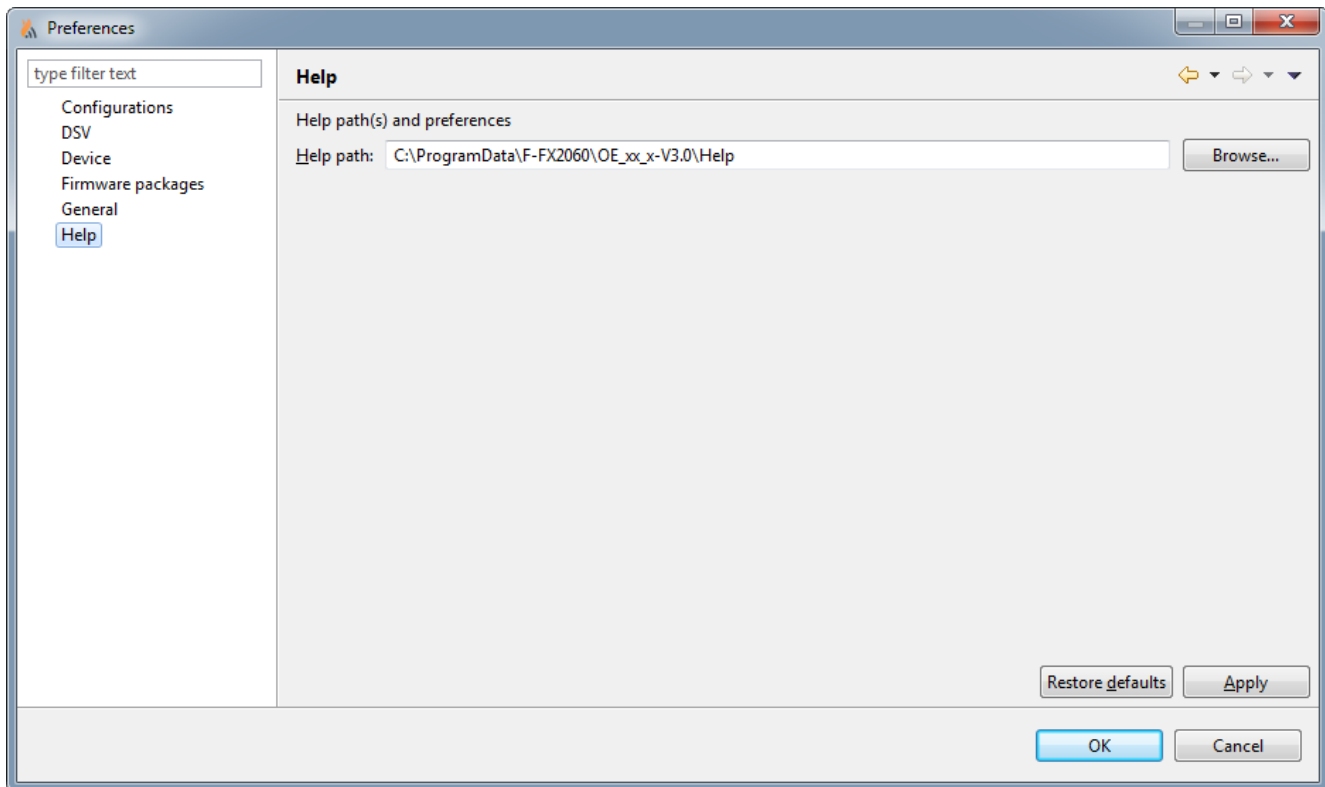 Preferences
type filter text
Configurations
DSV
Device
Firmware packages
General
Help
Help
Help path(s) and preferences
Help path: C:\ProgramData\F-FX2060\OE_xx_x-V3.0\Help Browse...
Restore defaults Apply
OK Cancel